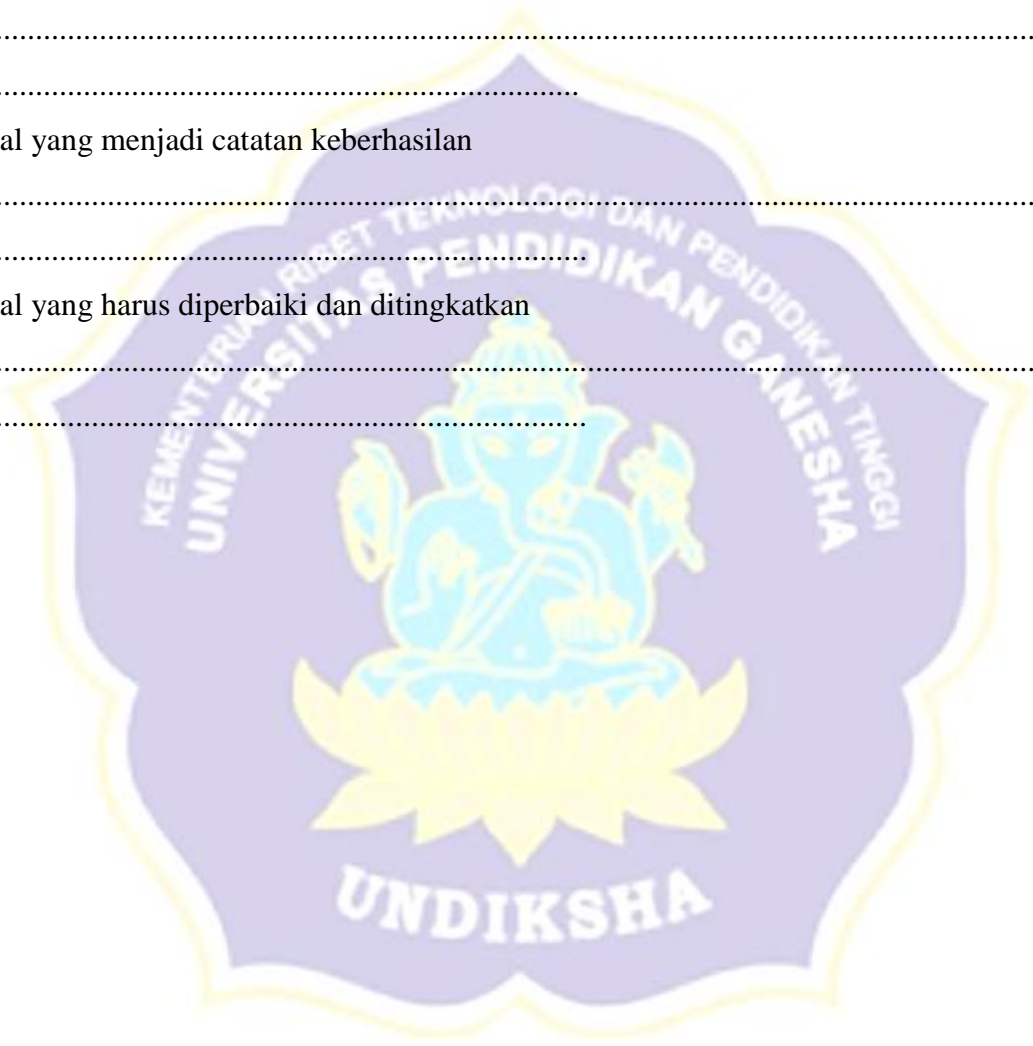 .......................................................................................................................................
...........................................................................
al yang menjadi catatan keberhasilan
.......................................................................................................................................
............................................................................
al yang harus diperbaiki dan ditingkatkan
.......................................................................................................................................
............................................................................
KEMENTERIAN RISET TEKNOLOGI DAN PENDIDIKAN TINGGI
UNIVERSITAS PENDIDIKAN GANESHA
UNDIKSHA